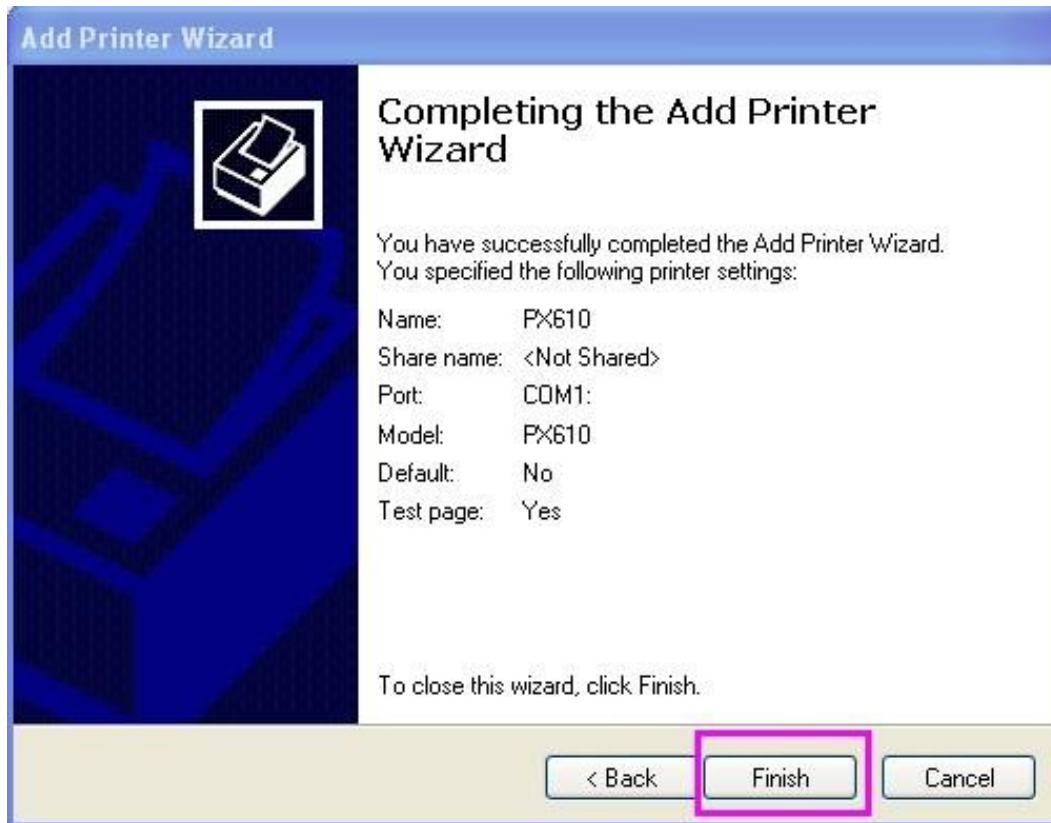 Add Printer Wizard
Completing the Add Printer
Wizard
You have successfully completed the Add Printer Wizard.
You specified the following printer settings:
Name: PX610
Share name: <Not Shared>
Port: COM1:
Model: PX610
Default: No
Test page: Yes
To close this wizard, click Finish.
< Back Finish Cancel